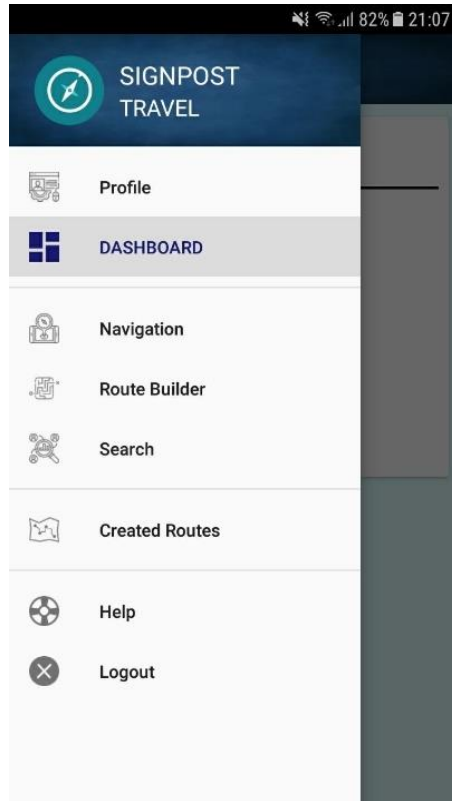 82% 21:07
SIGNPOST
TRAVEL
Profile
DASHBOARD
Navigation
Route Builder
Search
Created Routes
Help
Logout